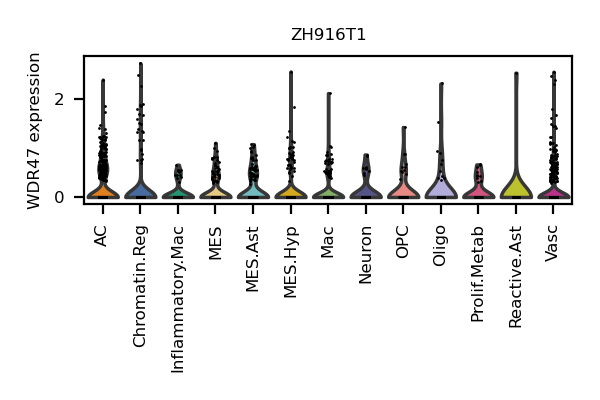 ZH916T1
WDR47 expression
2
0
AC
Chromatin.Reg
Inflammatory.Mac
MES
MES.Ast
MES.Hyp
Mac
Neuron
OPC
Oligo
Prolif.Metab
Reactive.Ast
Vasc